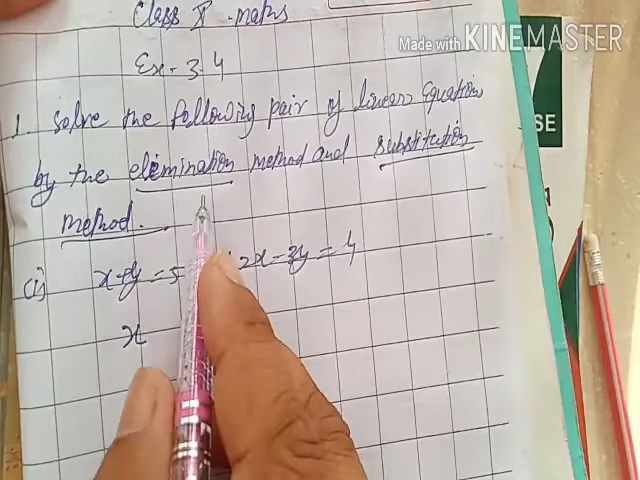 Class X maths
Made with KINEMASTER
Ex - 3.4
1. Solve the following pair of linear Equation
by the elimination method and substitution
method.
SE
(i) x+y = 5 2x - 3y = 4
x